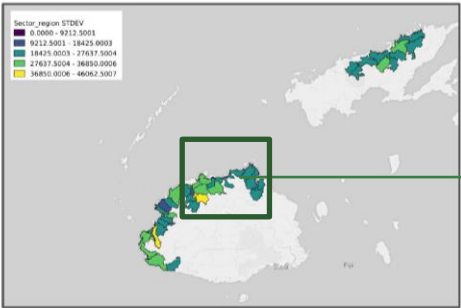 Sector_region STDEV
0.0000 - 9212.5001
9212.5001 - 18425.0003
18425.0003 - 27637.5004
27637.5004 - 36850.0006
36850.0006 - 46062.5007
Fiji